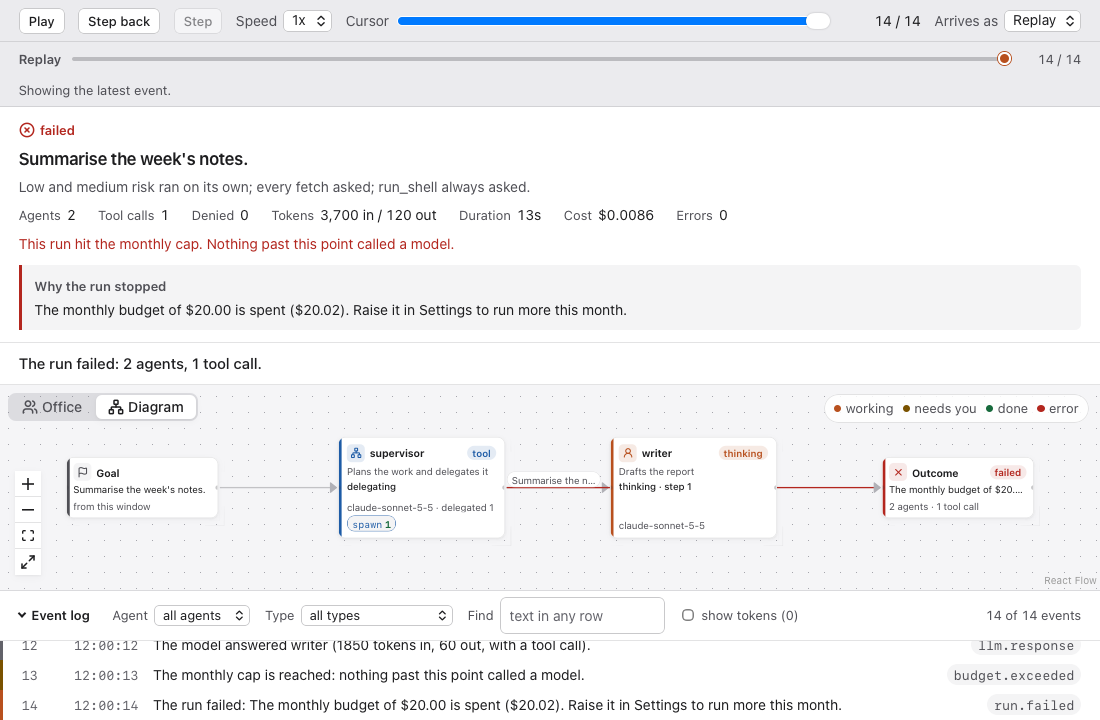 Play Step back Step Speed 1x Cursor 14 / 14 Arrives as Replay
Replay 14 / 14
Showing the latest event.
failed
Summarise the week's notes.
Low and medium risk ran on its own; every fetch asked; run_shell always asked.
Agents 2 Tool calls 1 Denied 0 Tokens 3,700 in / 120 out Duration 13s Cost $0.0086 Errors 0
This run hit the monthly cap. Nothing past this point called a model.
Why the run stopped
The monthly budget of $20.00 is spent ($20.02). Raise it in Settings to run more this month.
The run failed: 2 agents, 1 tool call.
Office Diagram
working needs you done error
Goal
Summarise the week's notes.
from this window
supervisor tool
Plans the work and delegates it
delegating
claude-sonnet-5-5 · delegated 1
spawn 1
Summarise the n...
writer thinking
Drafts the report
thinking · step 1
claude-sonnet-5-5
Outcome failed
The monthly budget of $20....
2 agents · 1 tool call
React Flow
Event log Agent all agents Type all types Find text in any row show tokens (0) 14 of 14 events
12 12:00:12 The model answered writer (1850 tokens in, 60 out, with a tool call). llm.response
13 12:00:13 The monthly cap is reached: nothing past this point called a model. budget.exceeded
14 12:00:14 The run failed: The monthly budget of $20.00 is spent ($20.02). Raise it in Settings to run more this month. run.failed